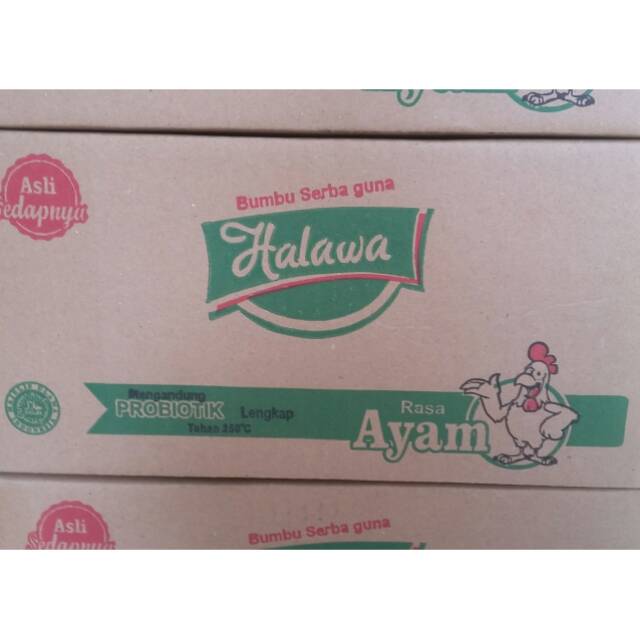 Asli
Sedapnya
Bumbu Serba guna
Halawa
Mengandung
PROBIOTIK Lengkap
Tahan 250°C
Rasa
Ayam
Asli
Sedapnya
Bumbu Serba guna